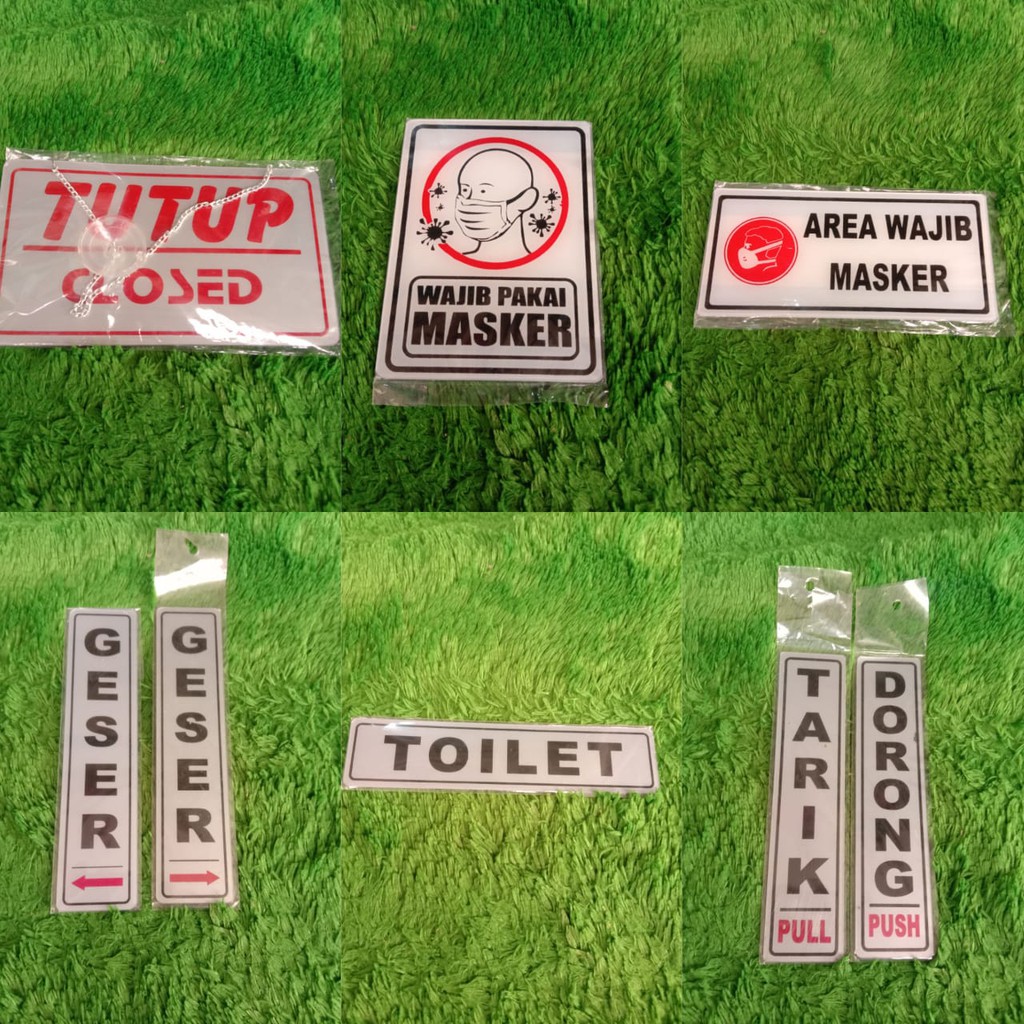 TUTUP
CLOSED
WAJIB PAKAI
MASKER
AREA WAJIB
MASKER
GESER
GESER
TOILET
TARIK
PULL
DORONG
PUSH